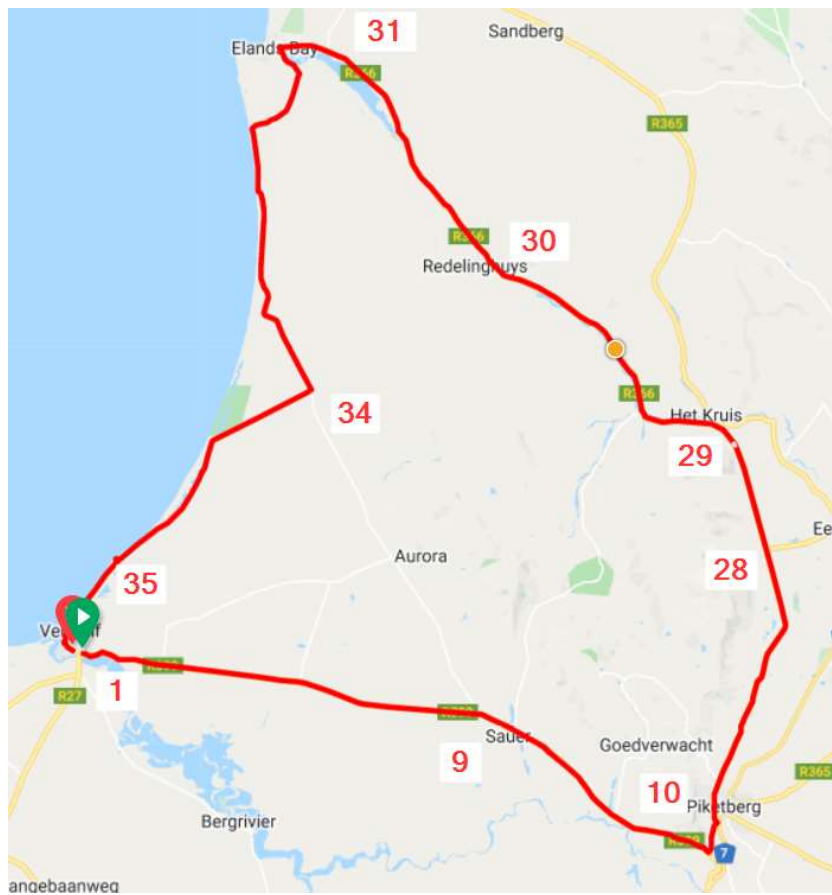 31
Sandberg
Elands Bay
R366
R365
R366
30
Redelinghuys
R366
Het Kruis
34
29
Ee
Aurora
28
35
R27
1
Sauer
9
Goedverwacht
R365
10
Piketberg
Bergrivier
7
angebaanweg